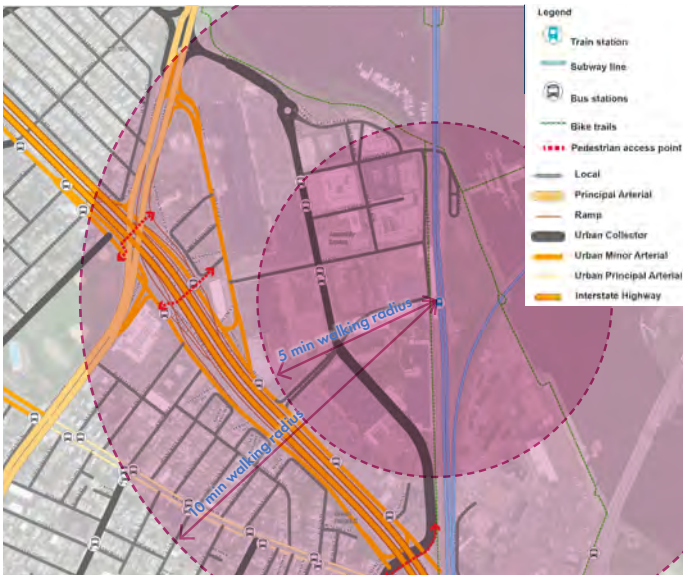 Legend
Train station
Subway line
Bus stations
Bike trails
Pedestrian access point
Local
Principal Arterial
Ramp
Urban Collector
Urban Minor Arterial
Urban Principal Arterial
Interstate Highway
5 min walking radius
10 min walking radius